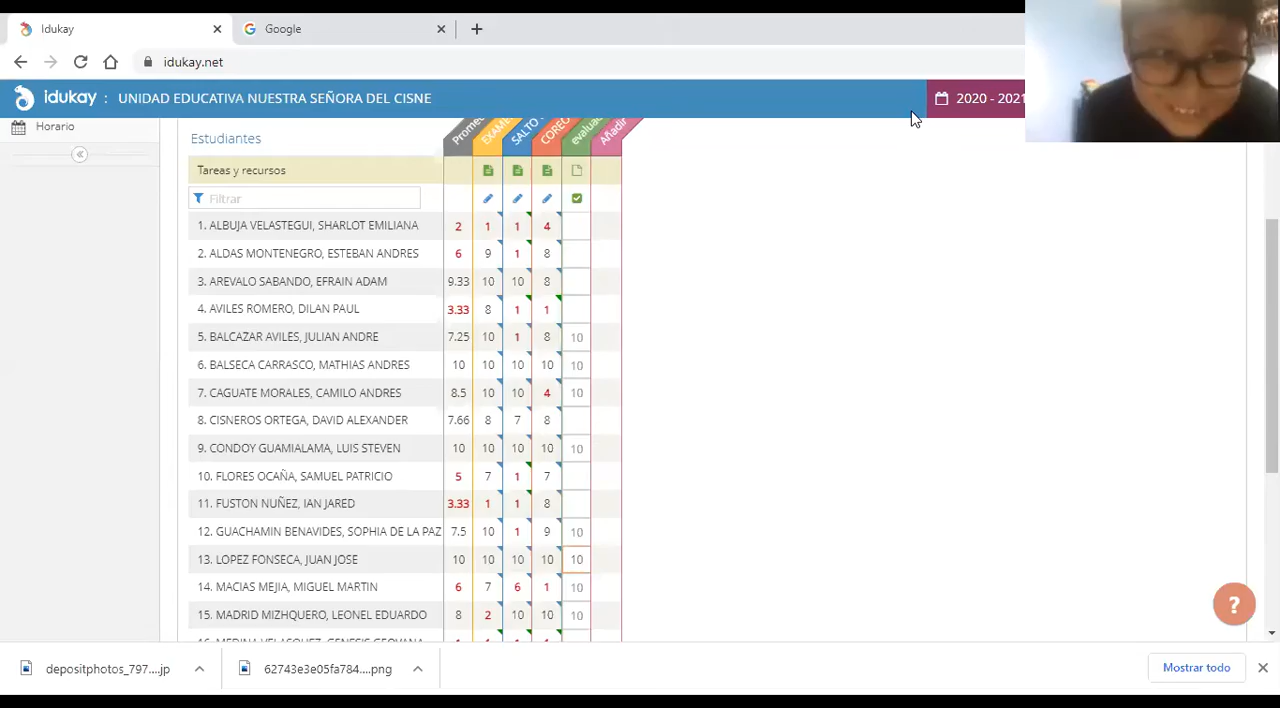 Idukay
Google
idukay.net
idukay : UNIDAD EDUCATIVA NUESTRA SEÑORA DEL CISNE
2020 - 2021
Horario
Estudiantes
Tareas y recursos
Filtrar
1. ALBUJA VELASTEGUI, SHARLOT EMILIANA 2 1 1 4
2. ALDAS MONTENEGRO, ESTEBAN ANDRES 6 9 1 8
3. AREVALO SABANDO, EFRAIN ADAM 9.33 10 10 8
4. AVILES ROMERO, DILAN PAUL 3.33 8 1 1
5. BALCAZAR AVILES, JULIAN ANDRE 7.25 10 1 8 10
6. BALSECA CARRASCO, MATHIAS ANDRES 10 10 10 10 10
7. CAGUATE MORALES, CAMILO ANDRES 8.5 10 10 4 10
8. CISNEROS ORTEGA, DAVID ALEXANDER 7.66 8 7 8
9. CONDOY GUAMIALAMA, LUIS STEVEN 10 10 10 10 10
10. FLORES OCAÑA, SAMUEL PATRICIO 5 7 1 7
11. FUSTON NUÑEZ, IAN JARED 3.33 1 1 8
12. GUACHAMIN BENAVIDES, SOPHIA DE LA PAZ 7.5 10 1 9 10
13. LOPEZ FONSECA, JUAN JOSE 10 10 10 10 10
14. MACIAS MEJIA, MIGUEL MARTIN 6 7 6 1 10
15. MADRID MIZHQUERO, LEONEL EDUARDO 8 2 10 10 10
?
depositphotos_797....jp
62743e3e05fa784....png
Mostrar todo